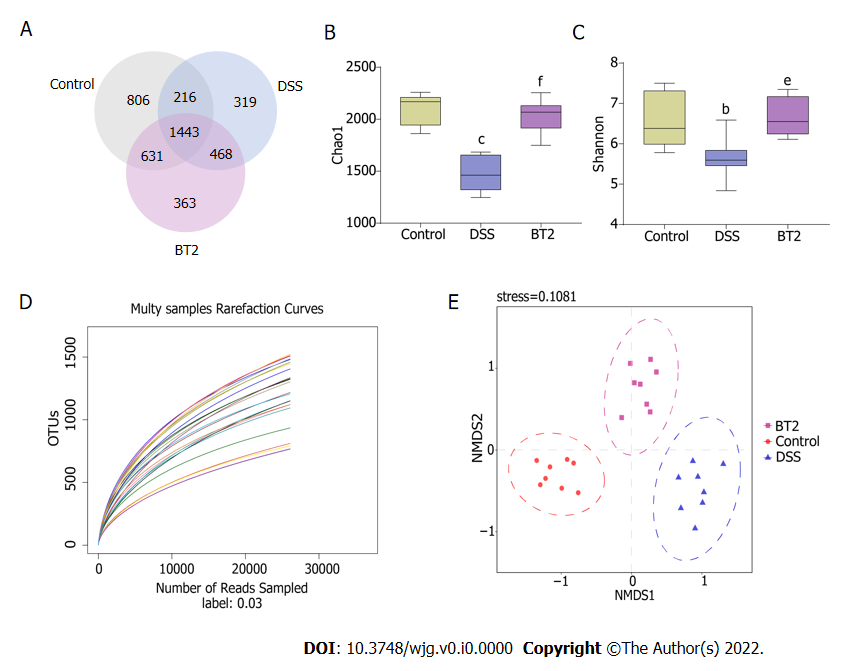 A
Control
DSS
806
216
319
1443
631
468
363
BT2
B
Chao1
2500
2000
1500
1000
c
f
Control
DSS
BT2
C
Shannon
8
7
6
5
4
b
e
Control
DSS
BT2
D
Multy samples Rarefaction Curves
OTUs
1500
1000
500
0
0
10000
20000
30000
Number of Reads Sampled
label: 0.03
E
stress=0.1081
NMDS2
1
0
−1
−1
0
1
NMDS1
BT2
Control
DSS
DOI: 10.3748/wjg.v0.i0.0000 Copyright ©The Author(s) 2022.